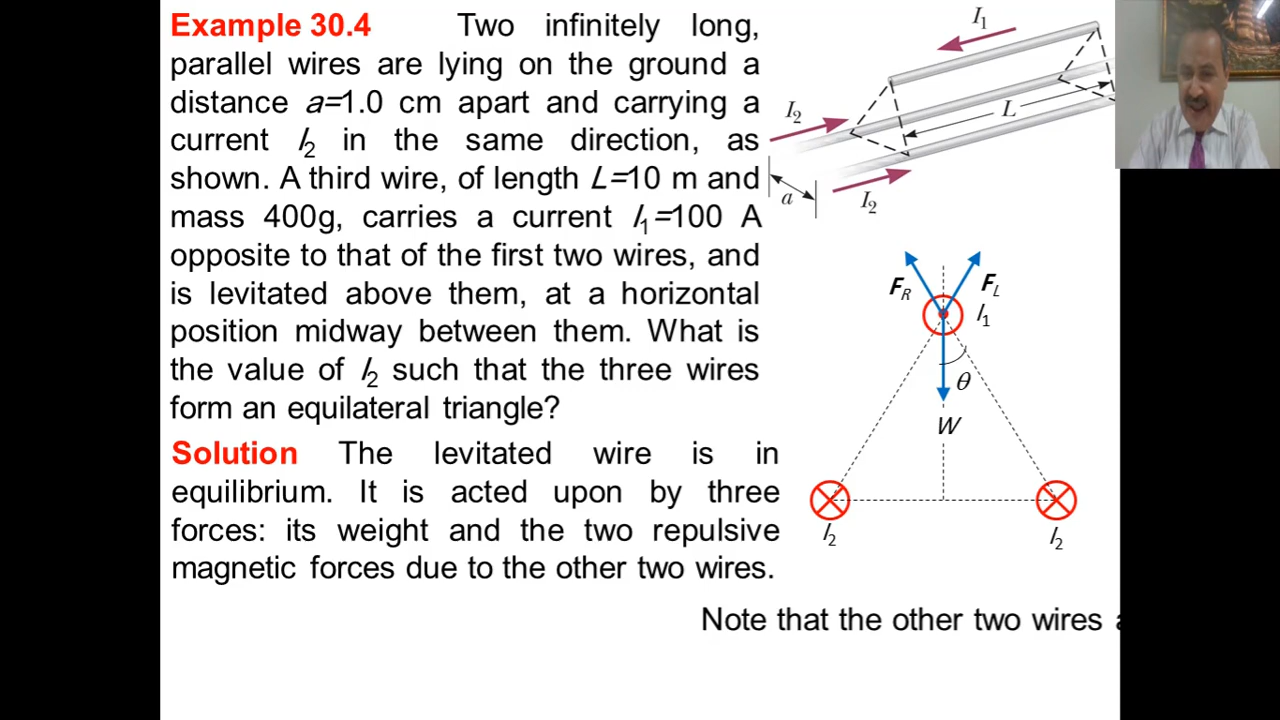 Example 30.4 Two infinitely long,
parallel wires are lying on the ground a
distance a=1.0 cm apart and carrying a
current I2 in the same direction, as
shown. A third wire, of length L=10 m and
mass 400g, carries a current I1=100 A
opposite to that of the first two wires, and
is levitated above them, at a horizontal
position midway between them. What is
the value of I2 such that the three wires
form an equilateral triangle?
Solution The levitated wire is in
equilibrium. It is acted upon by three
forces: its weight and the two repulsive
magnetic forces due to the other two wires.
Note that the other two wires
I1
I2
L
a
I2
FR
FL
I1
θ
W
I2
I2